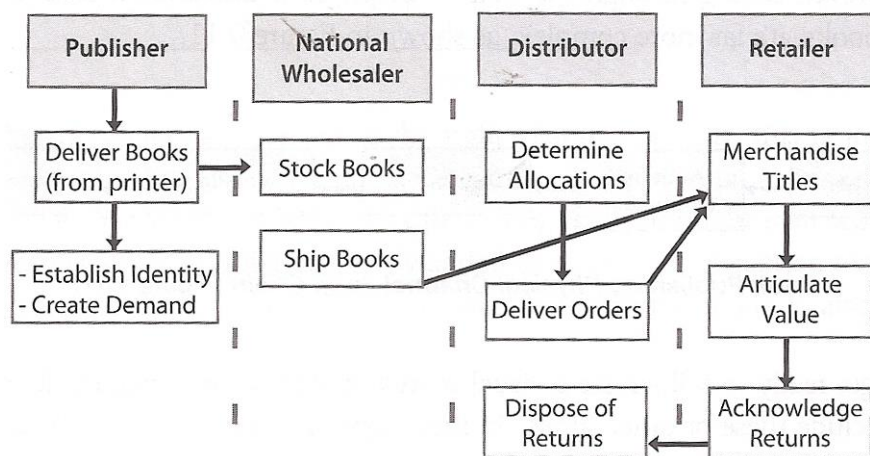 Publisher
National
Wholesaler
Distributor
Retailer
Deliver Books
(from printer)
Stock Books
Determine
Allocations
Merchandise
Titles
- Establish Identity
- Create Demand
Ship Books
Deliver Orders
Articulate
Value
Dispose of
Returns
Acknowledge
Returns